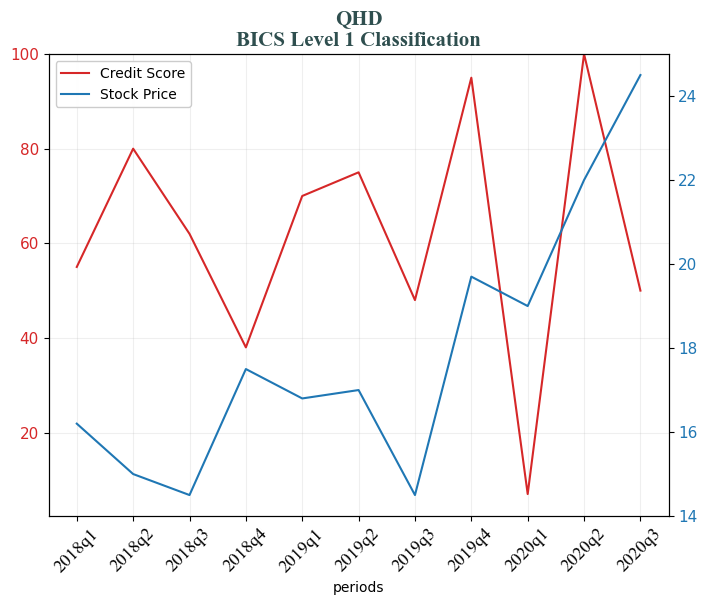 QHD
BICS Level 1 Classification
Credit Score
Stock Price
100
80
60
40
20
24
22
20
18
16
14
2018q1
2018q2
2018q3
2018q4
2019q1
2019q2
2019q3
2019q4
2020q1
2020q2
2020q3
periods